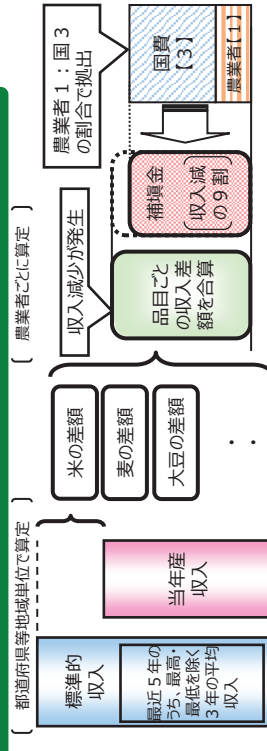 〔都道府県等地域単位で算定〕
〔農業者ごとに算定〕
標準的
収入
最近5年の
うち、最高・
最低を除く
3年の平均
収入
当年産
収入
米の差額
麦の差額
大豆の差額
・
・
収入減少が発生
品目ごと
の収入差
額を合算
補填金
(収入減
の9割)
農業者1:国3
の割合で拠出
国費
【3】
農業者【1】